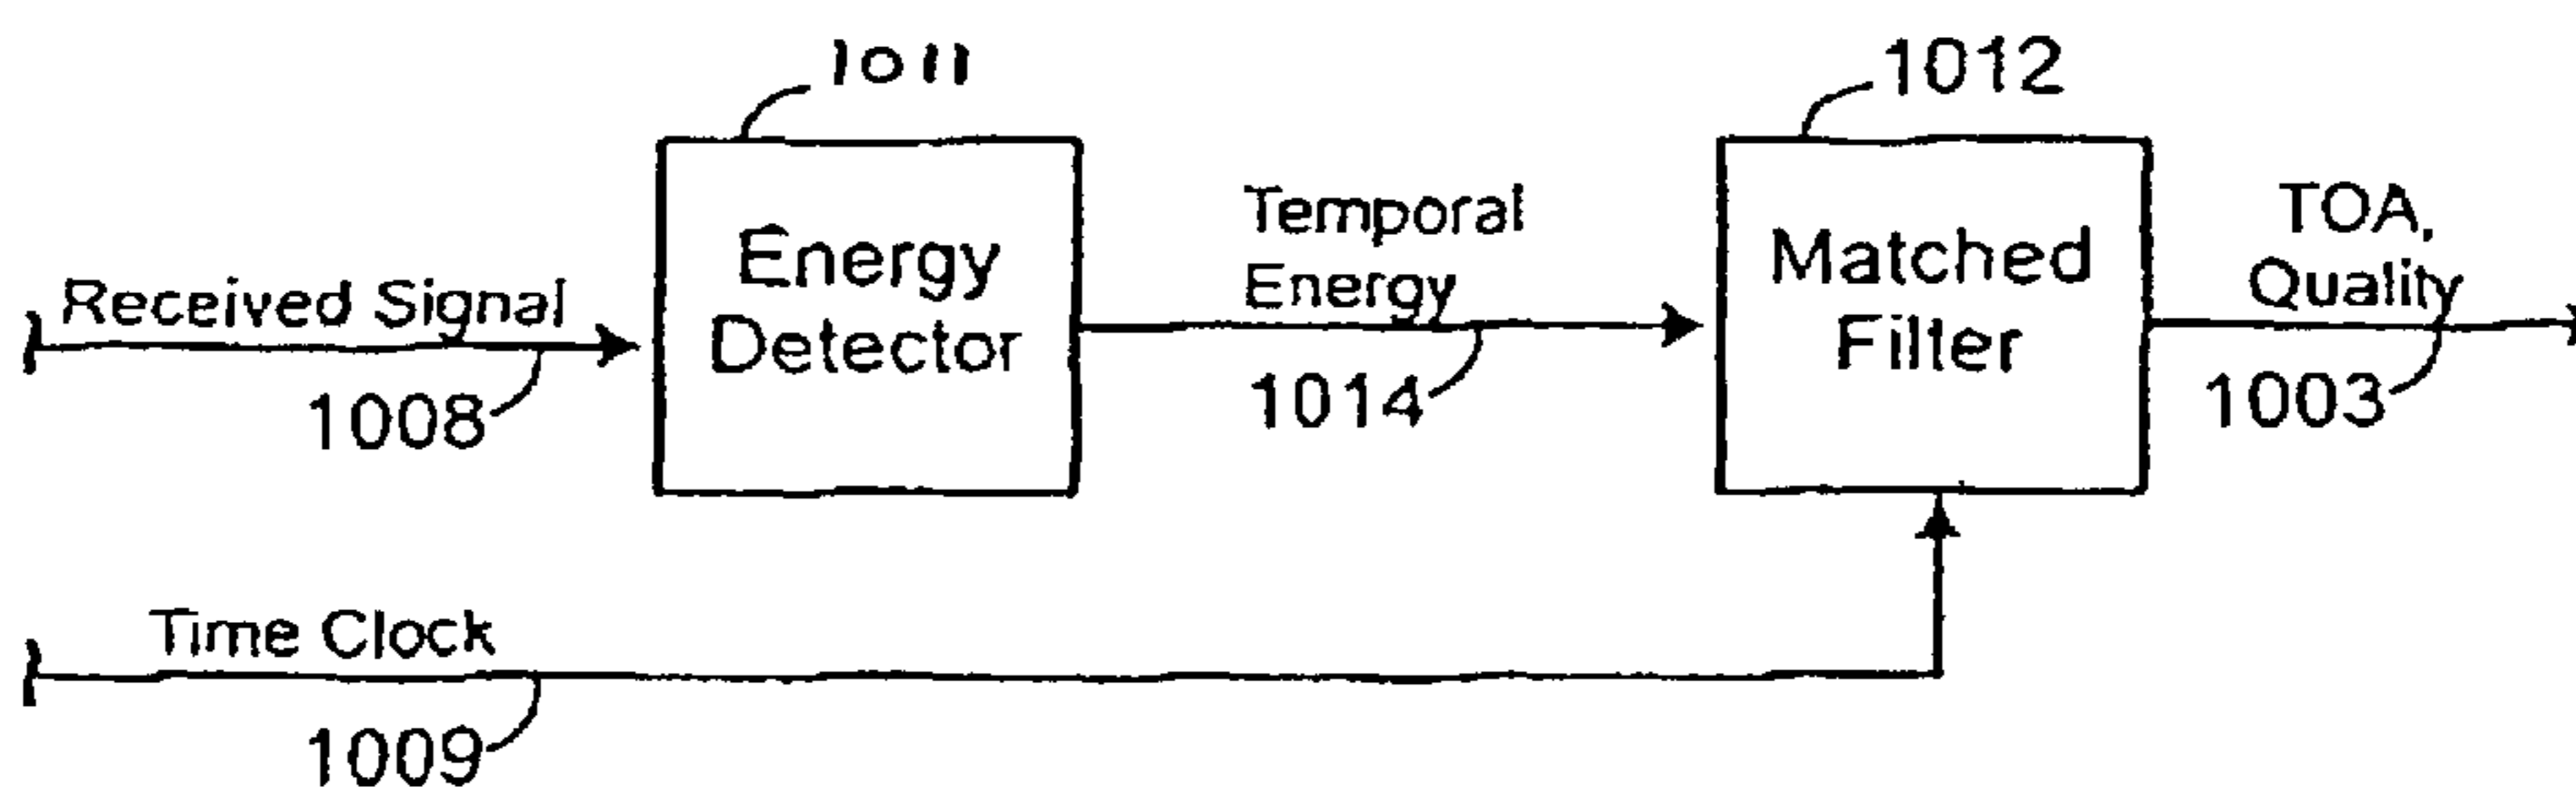 1011
1012
Received Signal
1008
Energy
Detector
Temporal
Energy
1014
Matched
Filter
TOA,
Quality
1003
Time Clock
1009